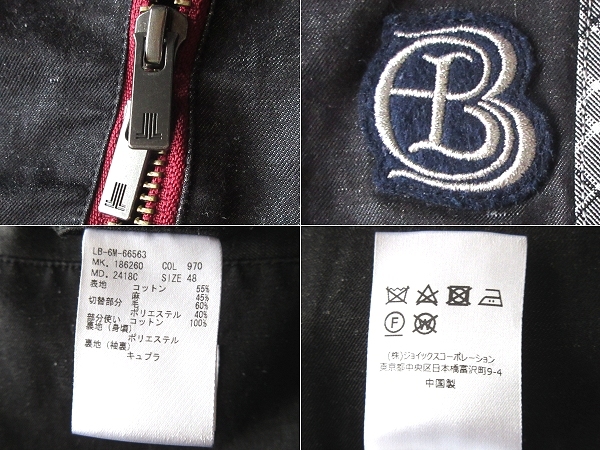 LB
LB-6M-66563
MK. 186260 COL 970
MD. 2418C SIZE 48
表地 コットン 55%
麻 45%
切替部分 毛 60%
ポリエステル 40%
部分使い コットン 100%
裏地(身頃)
ポリエステル
裏地(袖裏)
キュプラ
F
W
(株)ジョイックスコーポレーション
東京都中央区日本橋富沢町9-4
中国製